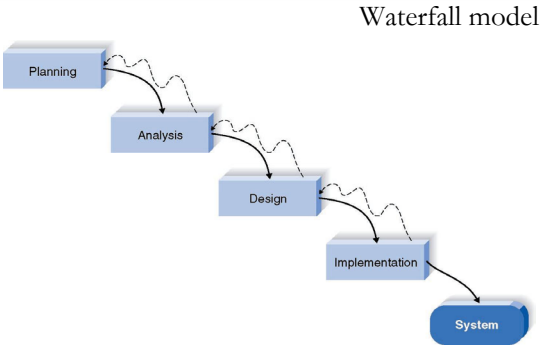 Waterfall model
Planning
Analysis
Design
Implementation
System